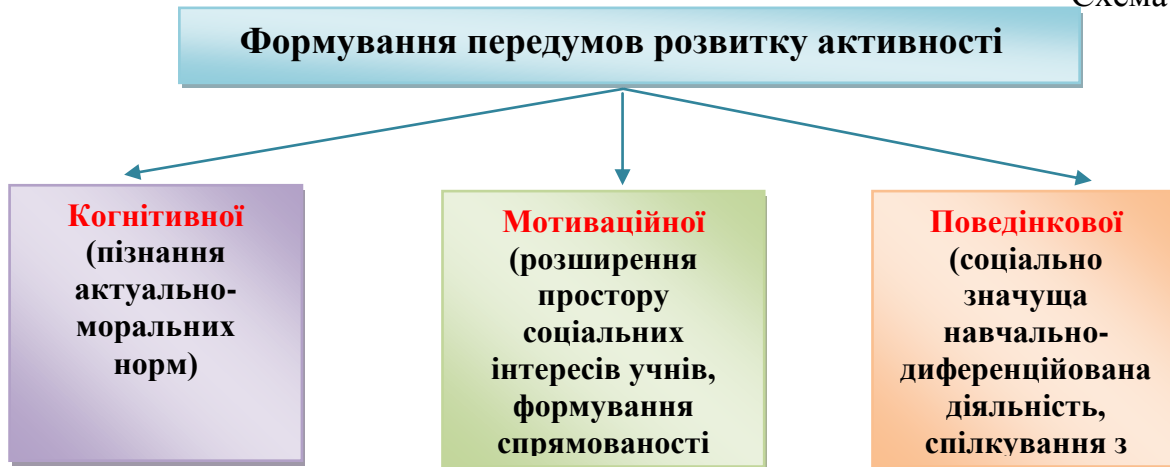 Схема
Формування передумов розвитку активності
Когнітивної
(пізнання
актуально-
моральних
норм)
Мотиваційної
(розширення
простору
соціальних
інтересів учнів,
формування
спрямованості
Поведінкової
(соціально
значуща
навчально-
диференційована
діяльність,
спілкування з